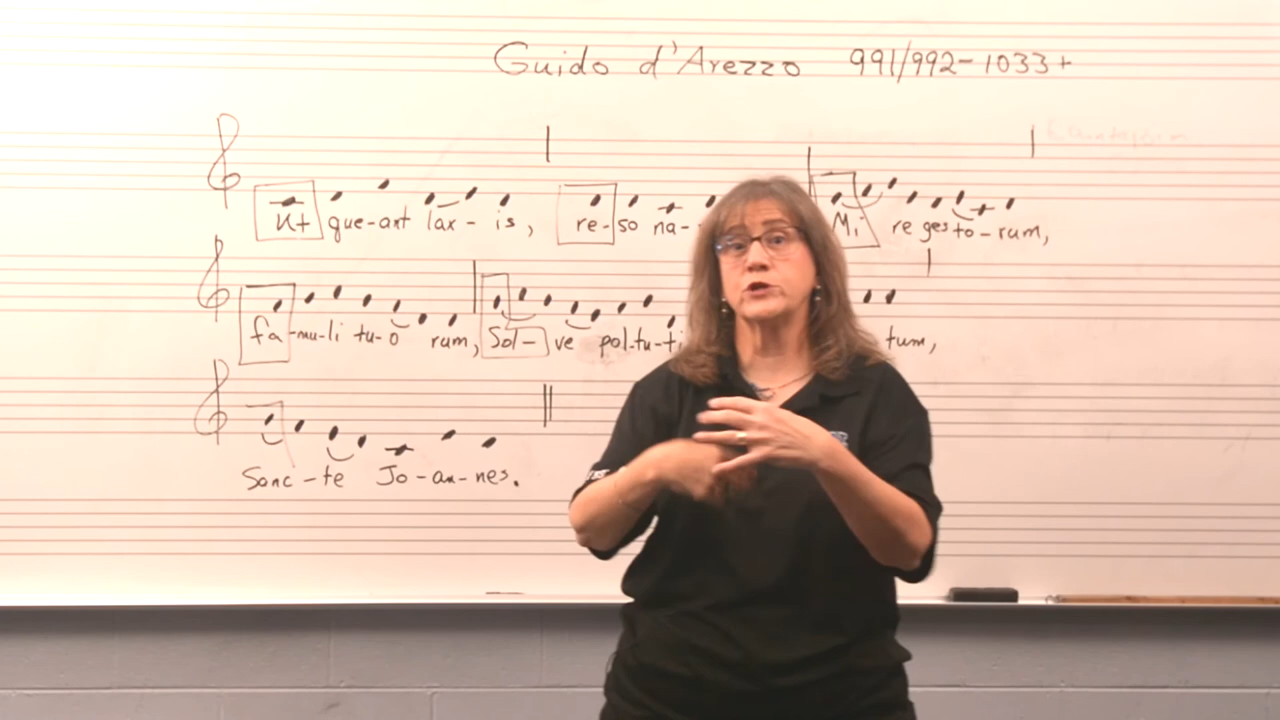 Guido d'Arezzo 991/992-1033+
Ut que-ant lax-is, re-so na- Mi re ges to-rum,
fa-mu-li tu-o rum, Sol-ve pol-tu-ti tum,
Sanc-te Jo-an-nes.